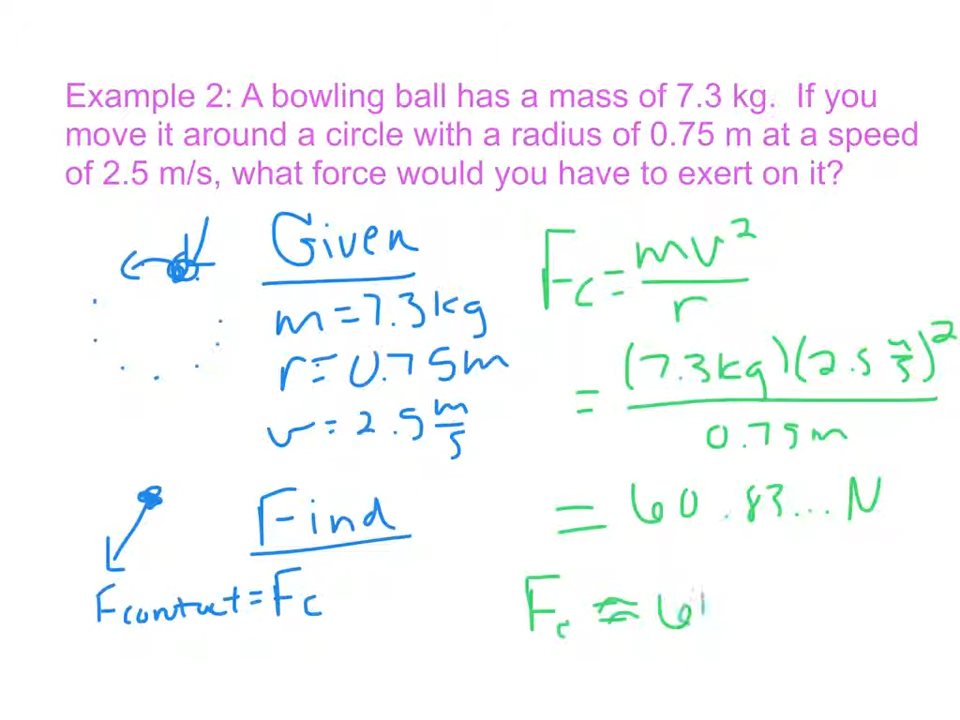 Example 2: A bowling ball has a mass of 7.3 kg.  If you
move it around a circle with a radius of 0.75 m at a speed
of 2.5 m/s, what force would you have to exert on it?
Given
m = 7.3 kg
r = 0.75 m
v = 2.5 m/s
Find
Fcontact = Fc
Fc = mv²/r
= (7.3 kg)(2.5 m/s)²/0.75 m
= 60.83... N
Fc ≈ 61